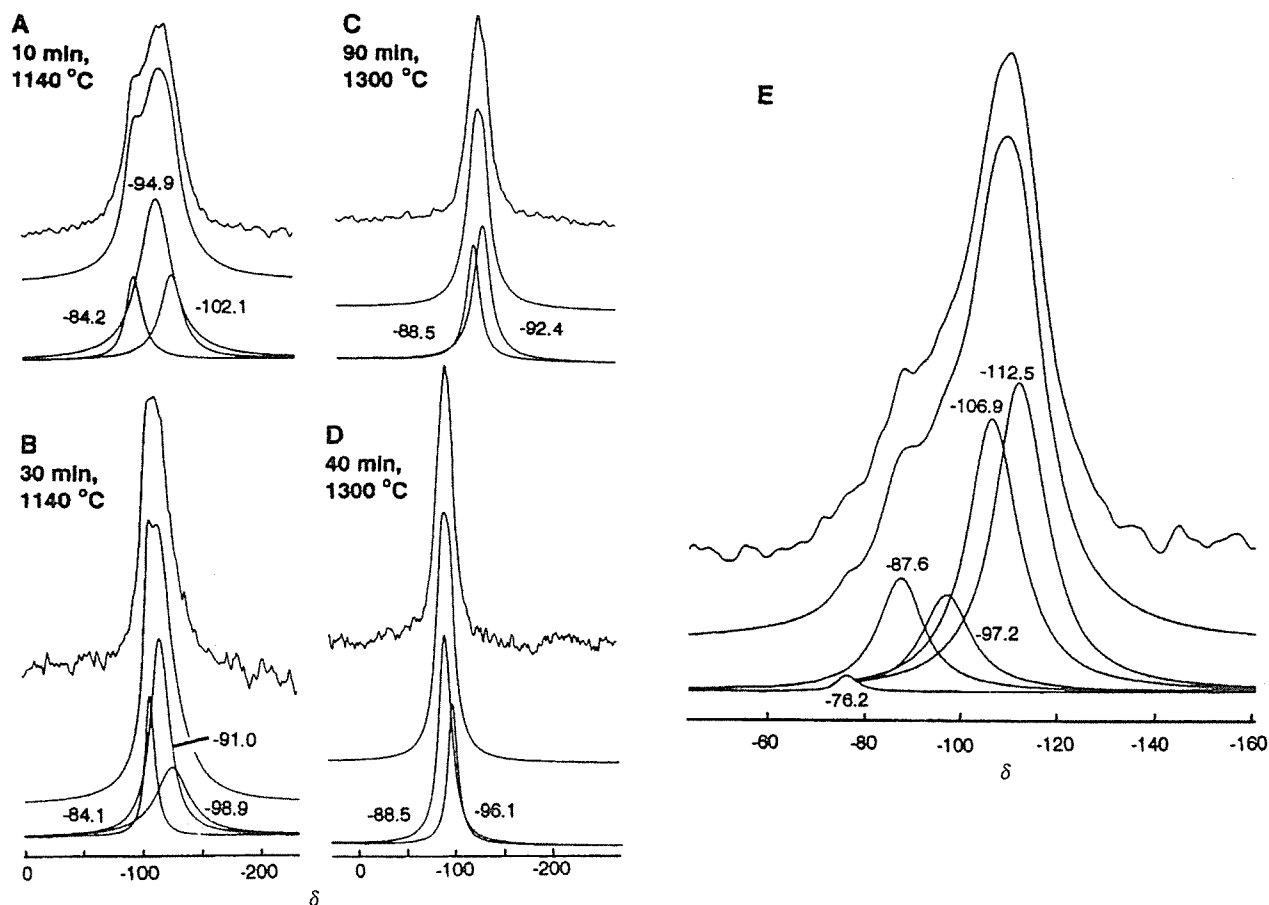 A
10 min,
1140 °C
-94.9
-84.2
-102.1
B
30 min,
1140 °C
-91.0
-84.1
-98.9
0
-100
-200
δ
C
90 min,
1300 °C
-88.5
-92.4
D
40 min,
1300 °C
-88.5
-96.1
0
-100
-200
E
-112.5
-106.9
-87.6
-97.2
-76.2
-60
-80
-100
-120
-140
-160
δ